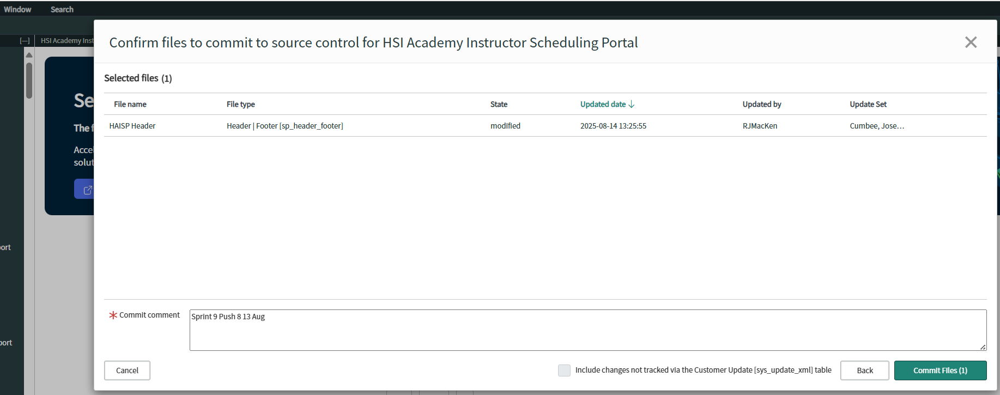 Window Search
[—] HSI Academy Inst
Confirm files to commit to source control for HSI Academy Instructor Scheduling Portal
Selected files (1)
File name File type State Updated date Updated by Update Set
HAISP Header Header | Footer [sp_header_footer] modified 2025-08-14 13:25:55 RJMacKen Cumbee, Jose…
Se
The f
Accel
solut
ort
port
Commit comment Sprint 9 Push 8 13 Aug
Cancel Include changes not tracked via the Customer Update [sys_update_xml] table Back Commit Files (1)